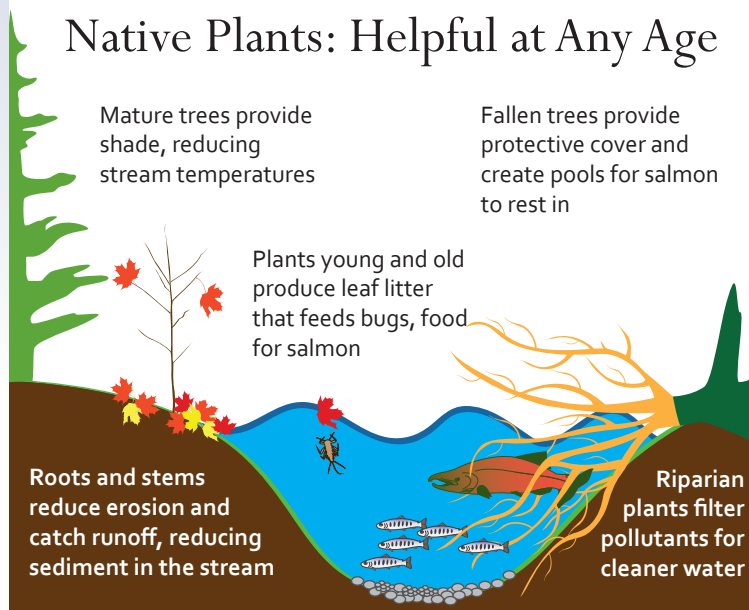 Native Plants: Helpful at Any Age
Mature trees provide
shade, reducing
stream temperatures
Fallen trees provide
protective cover and
create pools for salmon
to rest in
Plants young and old
produce leaf litter
that feeds bugs, food
for salmon
Roots and stems
reduce erosion and
catch runoff, reducing
sediment in the stream
Riparian
plants filter
pollutants for
cleaner water